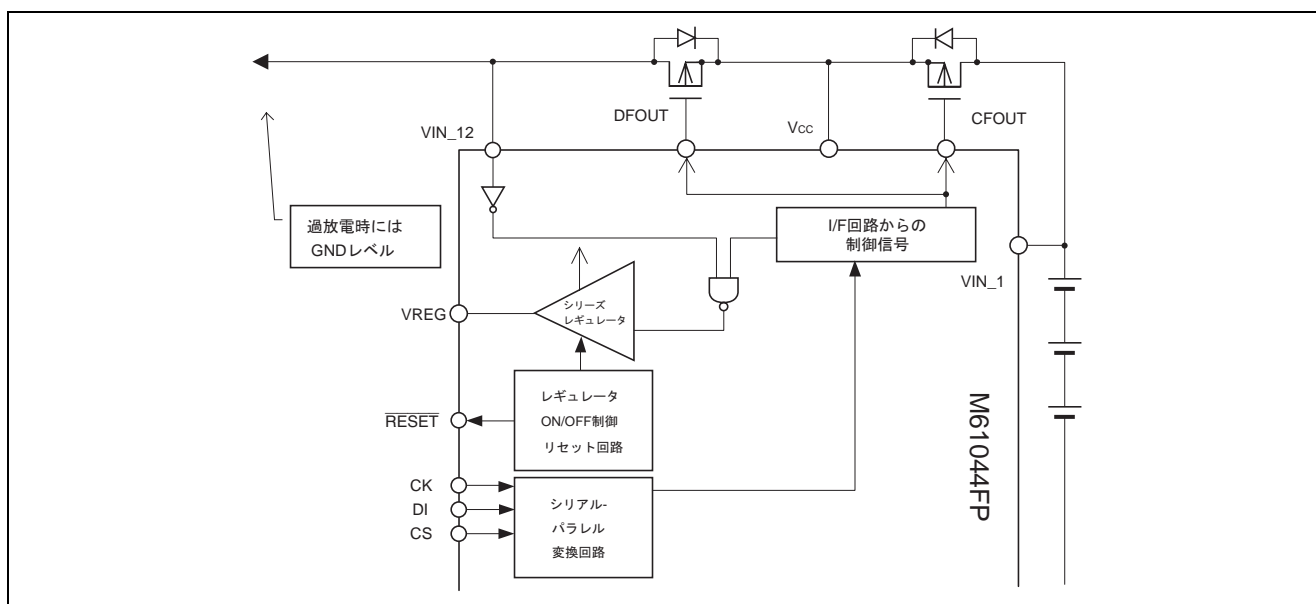 DFOUT
Vcc
CFOUT
VIN_12
過放電時には
GNDレベル
I/F回路からの
制御信号
VIN_1
シリーズ
レギュレータ
VREG
レギュレータ
ON/OFF制御
リセット回路
RESET
M61044FP
CK
DI
CS
シリアル-
パラレル
変換回路